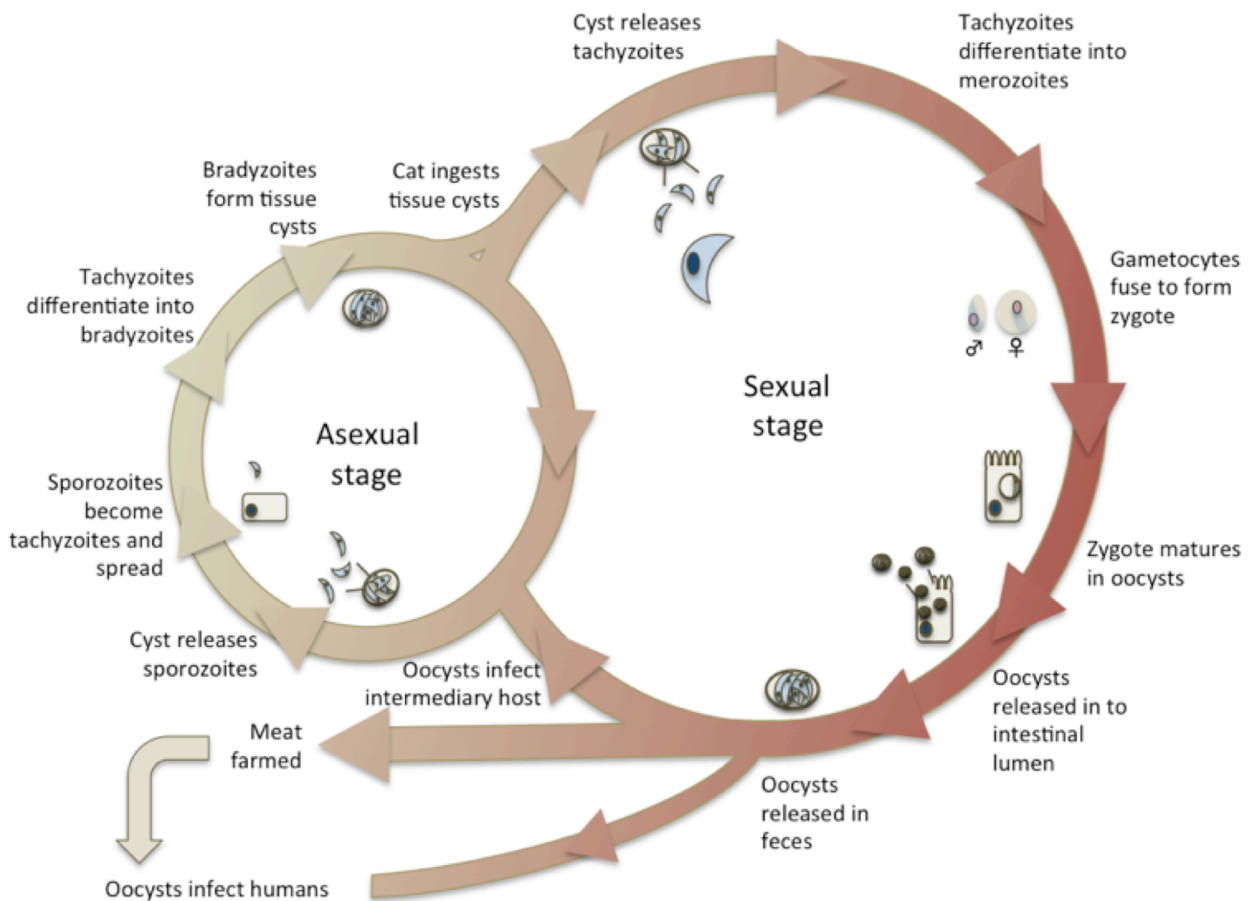 Cyst releases
tachyzoites
Tachyzoites
differentiate into
merozoites
Bradyzoites
form tissue
cysts
Cat ingests
tissue cysts
Tachyzoites
differentiate into
bradyzoites
Gametocytes
fuse to form
zygote
♂ ♀
Asexual
stage
Sexual
stage
Sporozoites
become
tachyzoites and
spread
Zygote matures
in oocysts
Cyst releases
sporozoites
Oocysts infect
intermediary host
Oocysts
released in to
intestinal
lumen
Meat
farmed
Oocysts
released in
feces
Oocysts infect humans